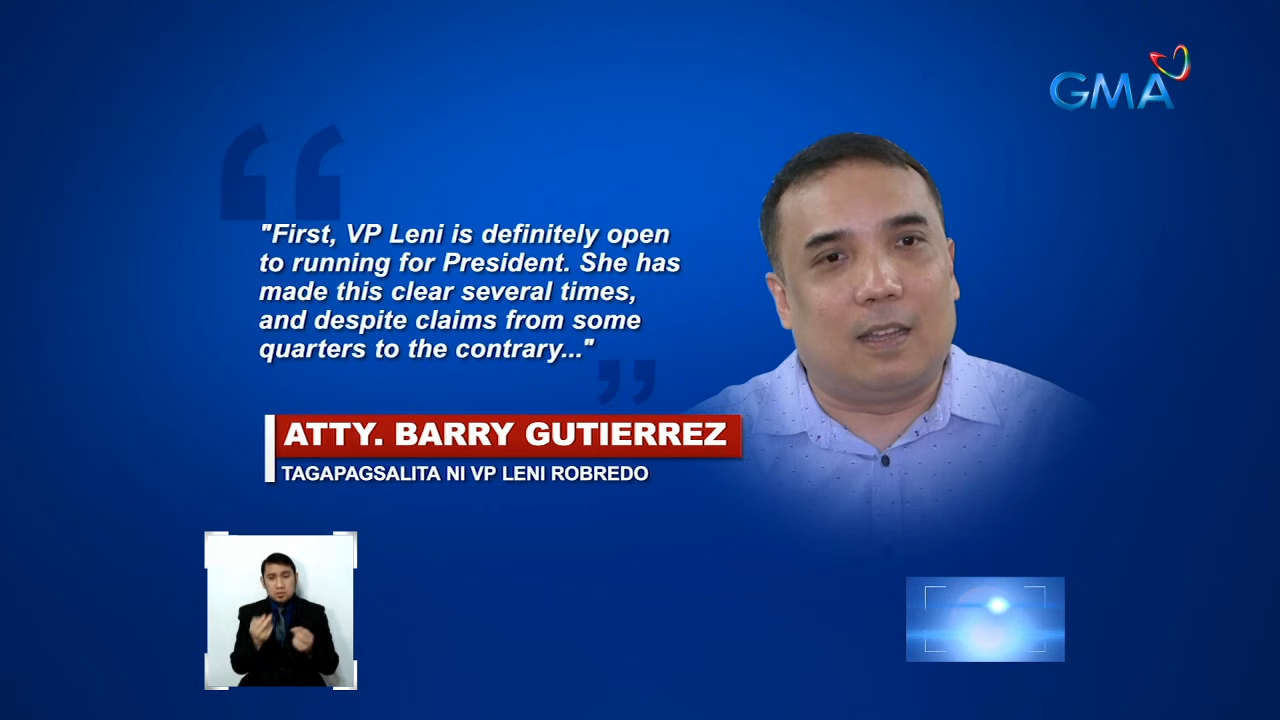 GMA
"First, VP Leni is definitely open
to running for President. She has
made this clear several times,
and despite claims from some
quarters to the contrary..."
ATTY. BARRY GUTIERREZ
TAGAPAGSALITA NI VP LENI ROBREDO